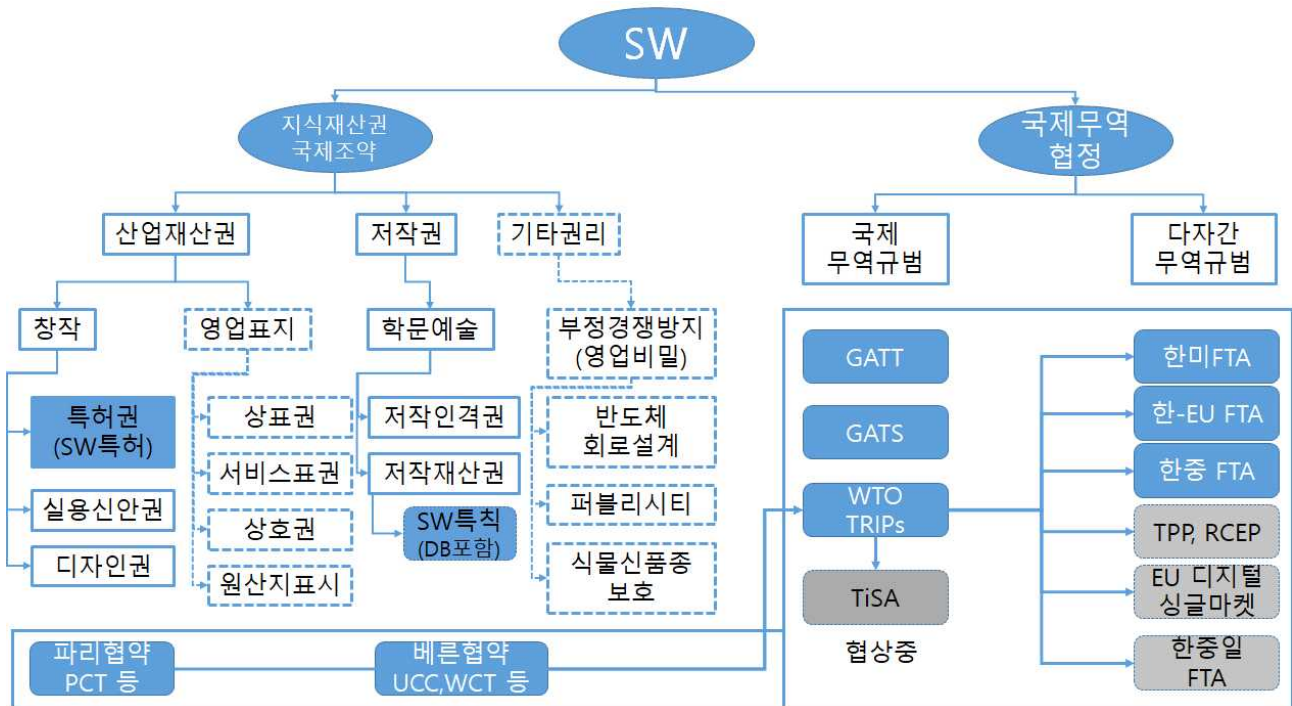 SW
지식재산권
국제조약
국제무역
협정
산업재산권
저작권
기타권리
국제
무역규범
다자간
무역규범
창작
영업표지
학문예술
부정경쟁방지
(영업비밀)
특허권
(SW특허)
실용신안권
디자인권
상표권
서비스표권
상호권
원산지표시
저작인격권
저작재산권
SW특칙
(DB포함)
반도체
회로설계
퍼블리시티
식물신품종
보호
GATT
GATS
WTO
TRIPs
TiSA
협상중
한미FTA
한-EU FTA
한중 FTA
TPP, RCEP
EU 디지털
싱글마켓
한중일
FTA
파리협약
PCT 등
베른협약
UCC,WCT 등